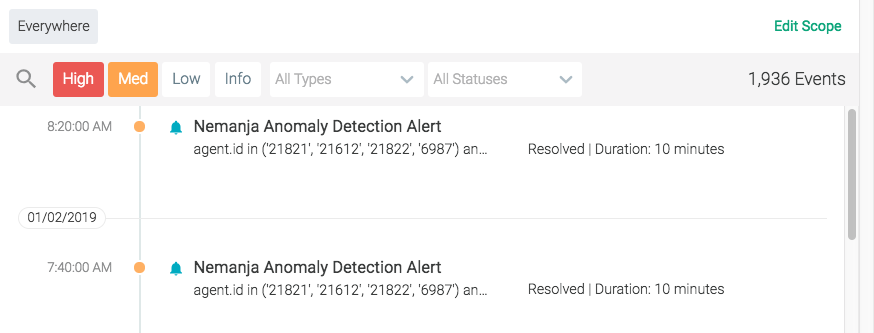 Everywhere
Edit Scope
High Med Low Info All Types All Statuses 1,936 Events
8:20:00 AM Nemanja Anomaly Detection Alert
agent.id in ('21821', '21612', '21822', '6987') an... Resolved | Duration: 10 minutes
01/02/2019
7:40:00 AM Nemanja Anomaly Detection Alert
agent.id in ('21821', '21612', '21822', '6987') an... Resolved | Duration: 10 minutes